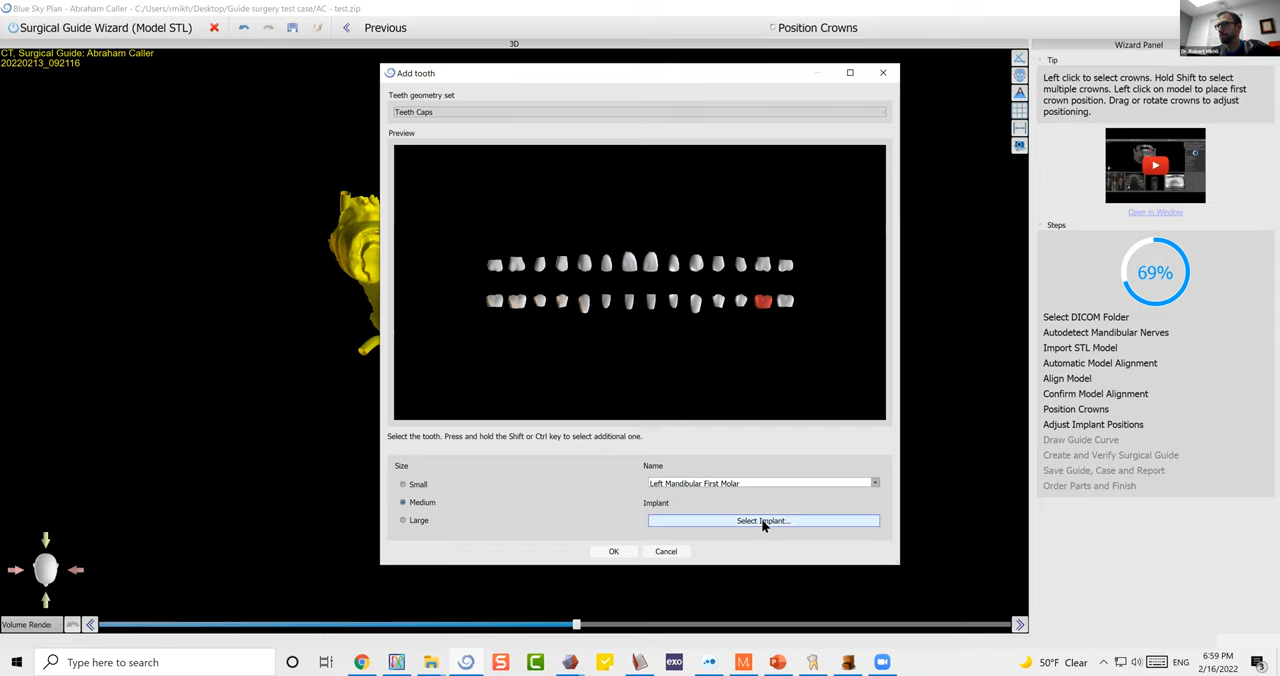 Blue Sky Plan - Abraham Caller - C:/Users/rmikh/Desktop/Guide surgery test case/AC - test.zip
Surgical Guide Wizard (Model STL)
Previous
Position Crowns
Dr. Robert Mikhli
CT, Surgical Guide: Abraham Caller
20220213_092116
3D
Add tooth
Teeth geometry set
Teeth Caps
Preview
Select the tooth. Press and hold the Shift or Ctrl key to select additional one.
Size
Small
Medium
Large
Name
Left Mandibular First Molar
Implant
Select Implant...
OK
Cancel
Wizard Panel
Tip
Left click to select crowns. Hold Shift to select
multiple crowns. Left click on model to place first
crown position. Drag or rotate crowns to adjust
positioning.
Open in Window
Steps
69%
Select DICOM Folder
Autodetect Mandibular Nerves
Import STL Model
Automatic Model Alignment
Align Model
Confirm Model Alignment
Position Crowns
Adjust Implant Positions
Draw Guide Curve
Create and Verify Surgical Guide
Save Guide, Case and Report
Order Parts and Finish
Volume Rende
Type here to search
exo
50°F Clear
ENG
6:59 PM
2/16/2022